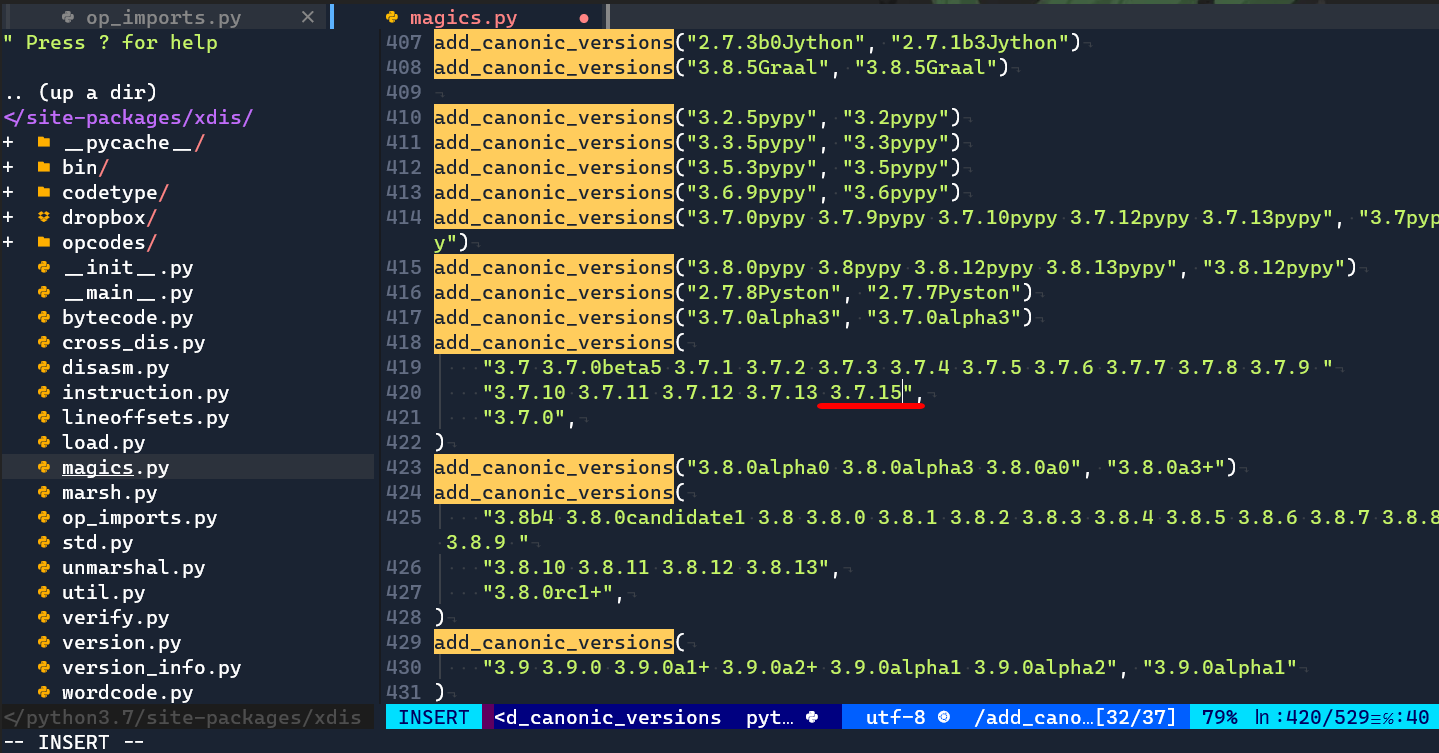 op_imports.py × magics.py ●
" Press ? for help
.. (up a dir)
</site-packages/xdis/
+ __pycache__/
+ bin/
+ codetype/
+ dropbox/
+ opcodes/
__init__.py
__main__.py
bytecode.py
cross_dis.py
disasm.py
instruction.py
lineoffsets.py
load.py
magics.py
marsh.py
op_imports.py
std.py
unmarshal.py
util.py
verify.py
version.py
version_info.py
wordcode.py
</python3.7/site-packages/xdis
407 add_canonic_versions("2.7.3b0Jython", "2.7.1b3Jython")
408 add_canonic_versions("3.8.5Graal", "3.8.5Graal")
409
410 add_canonic_versions("3.2.5pypy", "3.2pypy")
411 add_canonic_versions("3.3.5pypy", "3.3pypy")
412 add_canonic_versions("3.5.3pypy", "3.5pypy")
413 add_canonic_versions("3.6.9pypy", "3.6pypy")
414 add_canonic_versions("3.7.0pypy 3.7.9pypy 3.7.10pypy 3.7.12pypy 3.7.13pypy", "3.7pyp
y")
415 add_canonic_versions("3.8.0pypy 3.8pypy 3.8.12pypy 3.8.13pypy", "3.8.12pypy")
416 add_canonic_versions("2.7.8Pyston", "2.7.7Pyston")
417 add_canonic_versions("3.7.0alpha3", "3.7.0alpha3")
418 add_canonic_versions(
419 "3.7 3.7.0beta5 3.7.1 3.7.2 3.7.3 3.7.4 3.7.5 3.7.6 3.7.7 3.7.8 3.7.9 "
420 "3.7.10 3.7.11 3.7.12 3.7.13 3.7.15",
421 "3.7.0",
422 )
423 add_canonic_versions("3.8.0alpha0 3.8.0alpha3 3.8.0a0", "3.8.0a3+")
424 add_canonic_versions(
425 "3.8b4 3.8.0candidate1 3.8 3.8.0 3.8.1 3.8.2 3.8.3 3.8.4 3.8.5 3.8.6 3.8.7 3.8.8
3.8.9 "
426 "3.8.10 3.8.11 3.8.12 3.8.13",
427 "3.8.0rc1+",
428 )
429 add_canonic_versions(
430 "3.9 3.9.0 3.9.0a1+ 3.9.0a2+ 3.9.0alpha1 3.9.0alpha2", "3.9.0alpha1"
431 )
INSERT <d_canonic_versions pyt… utf-8 /add_cano…[32/37] 79% ln :420/529≡℅:40
-- INSERT --